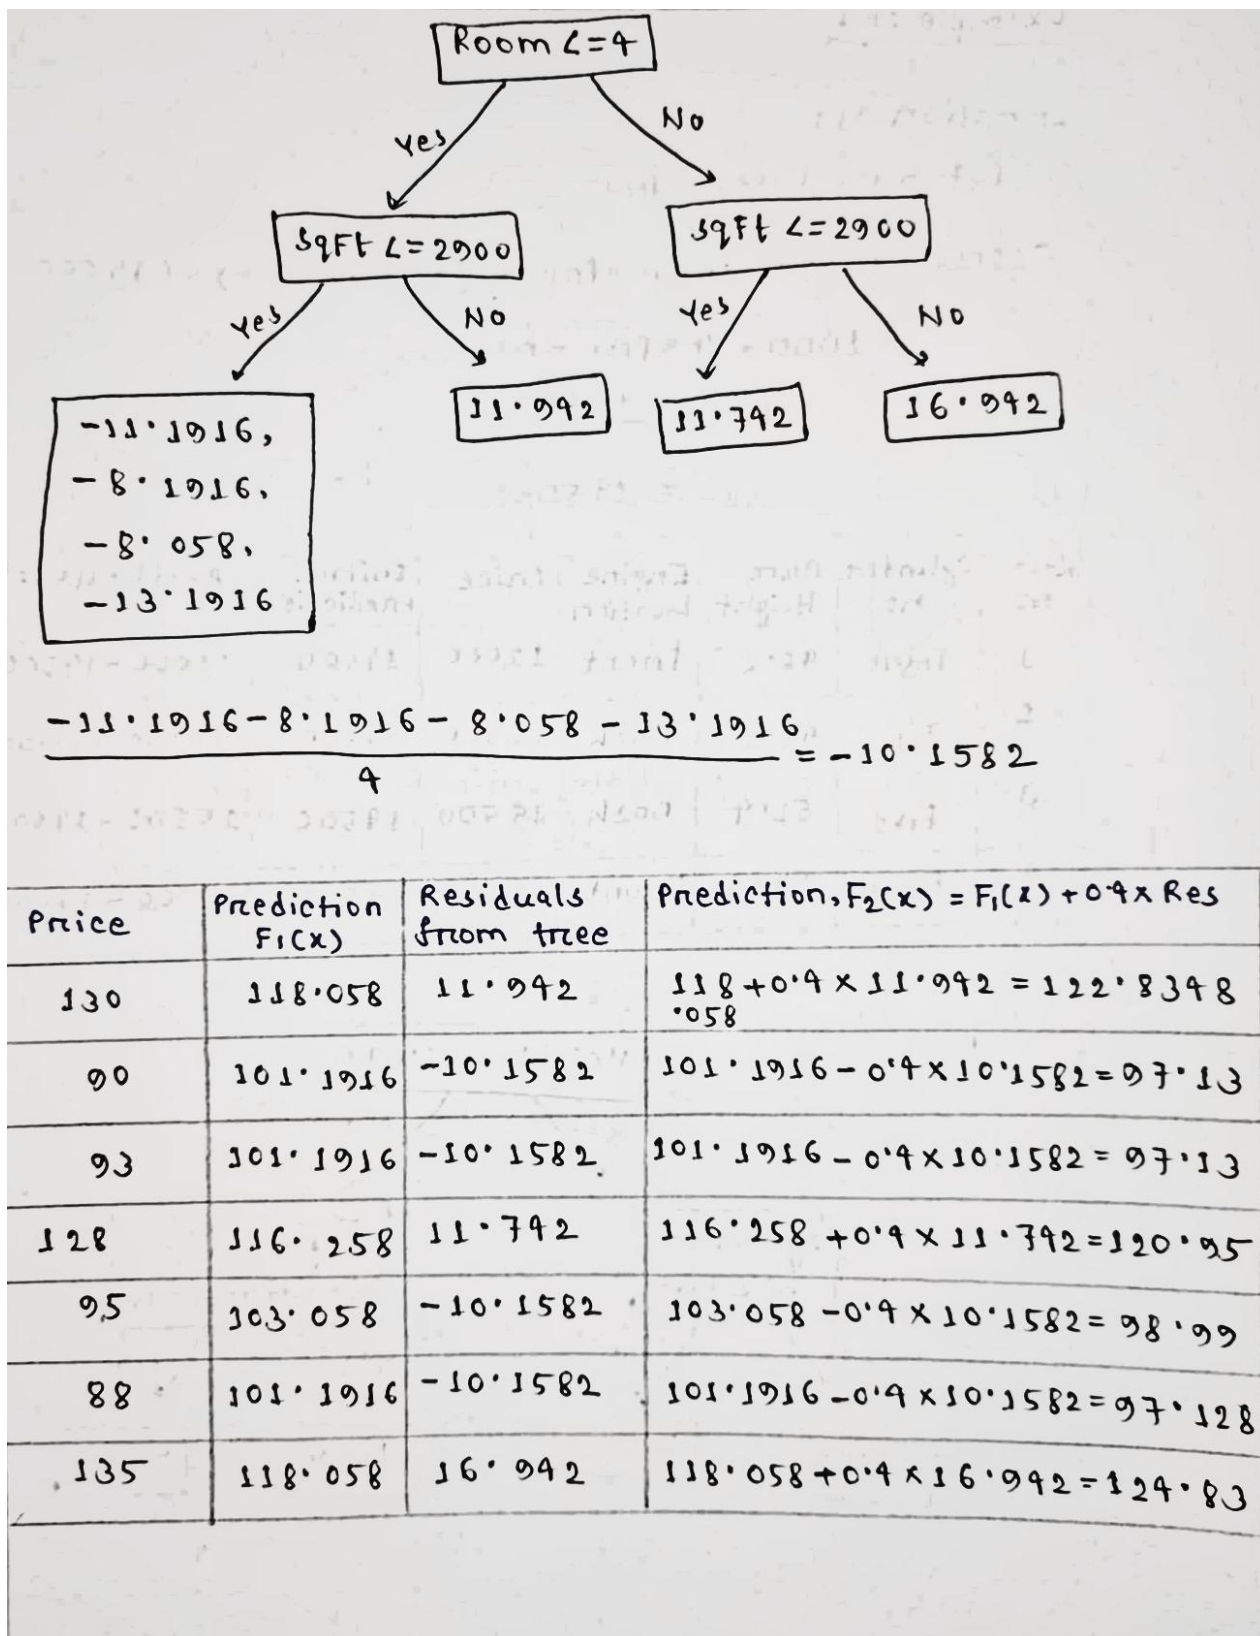 Room <=4
Yes
No
SqFt <=2900
SqFt <=2900
Yes
No
Yes
No
-11.1916,
-8.1916,
-8.058,
-13.1916
11.942
11.742
16.942
-11.1916-8.1916-8.058-13.1916
4
=-10.1582
Price
Prediction F₁(x)
Residuals from tree
Prediction, F₂(x) = F₁(x) + 0.4 x Res
130
118.058
11.942
118.058 + 0.4 x 11.942 = 122.8348
90
101.1916
-10.1582
101.1916 - 0.4 x 10.1582 = 97.13
93
101.1916
-10.1582
101.1916 - 0.4 x 10.1582 = 97.13
128
116.258
11.742
116.258 + 0.4 x 11.742 = 120.95
95
103.058
-10.1582
103.058 - 0.4 x 10.1582 = 98.99
88
101.1916
-10.1582
101.1916 - 0.4 x 10.1582 = 97.128
135
118.058
16.942
118.058 + 0.4 x 16.942 = 124.83